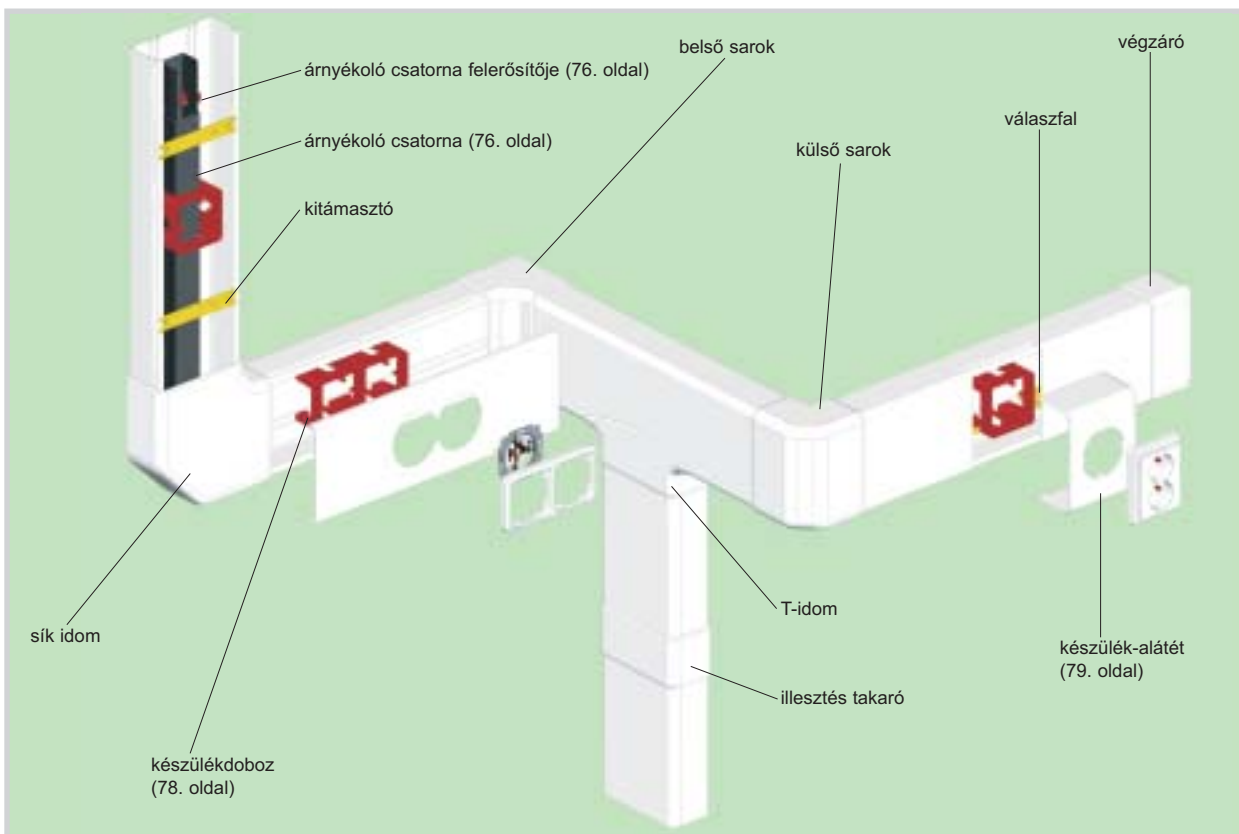 belső sarok
végzáró
árnyékoló csatorna felerősítője (76. oldal)
válaszfal
árnyékoló csatorna (76. oldal)
külső sarok
kitámasztó
T-idom
sík idom
készülék-alátét
(79. oldal)
illesztés takaró
készülékdoboz
(78. oldal)